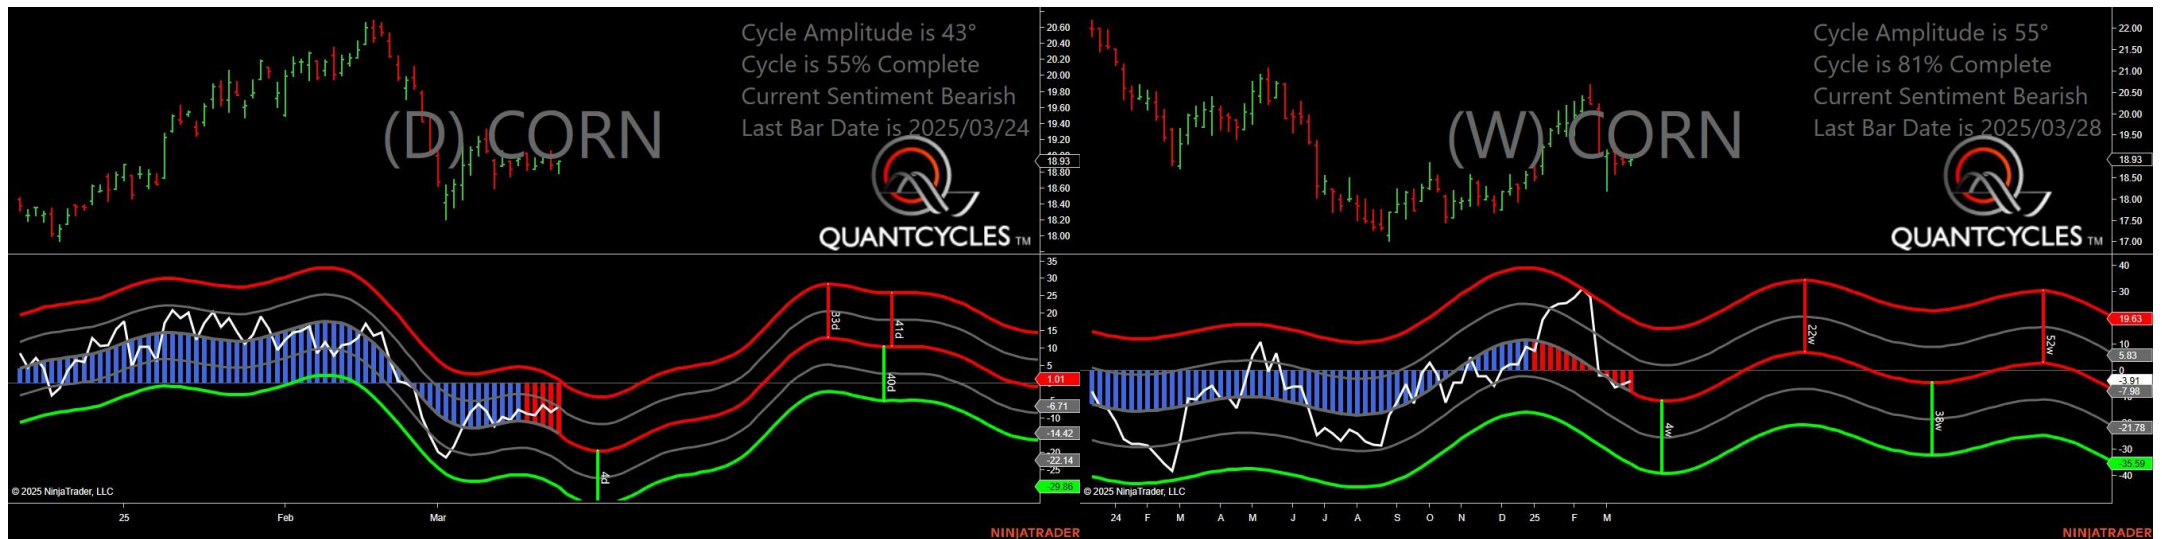 Cycle Amplitude is 43°
Cycle is 55% Complete
Current Sentiment Bearish
Last Bar Date is 2025/03/24
(D) CORN
QUANTCYCLES TM
20.60
20.40
20.20
20.00
19.80
19.60
19.40
19.20
18.93
18.80
18.60
18.40
18.20
18.00
35
30
25
20
15
10
5
1.01
-6.71
-10
-14.42
-20
-22.14
-25
-29.86
33d
41d
40d
4d
© 2025 NinjaTrader, LLC
25 Feb Mar
NINJATRADER
Cycle Amplitude is 55°
Cycle is 81% Complete
Current Sentiment Bearish
Last Bar Date is 2025/03/28
(W) CORN
QUANTCYCLES TM
22.00
21.50
21.00
20.50
20.00
19.50
18.93
18.50
18.00
17.50
17.00
40
30
19.63
5.83
0
-3.91
-7.98
-21.78
-30
-35.59
-40
22w
52w
4w
38w
© 2025 NinjaTrader, LLC
24 F M A M J J A S O N D 25 F M
NINJATRADER